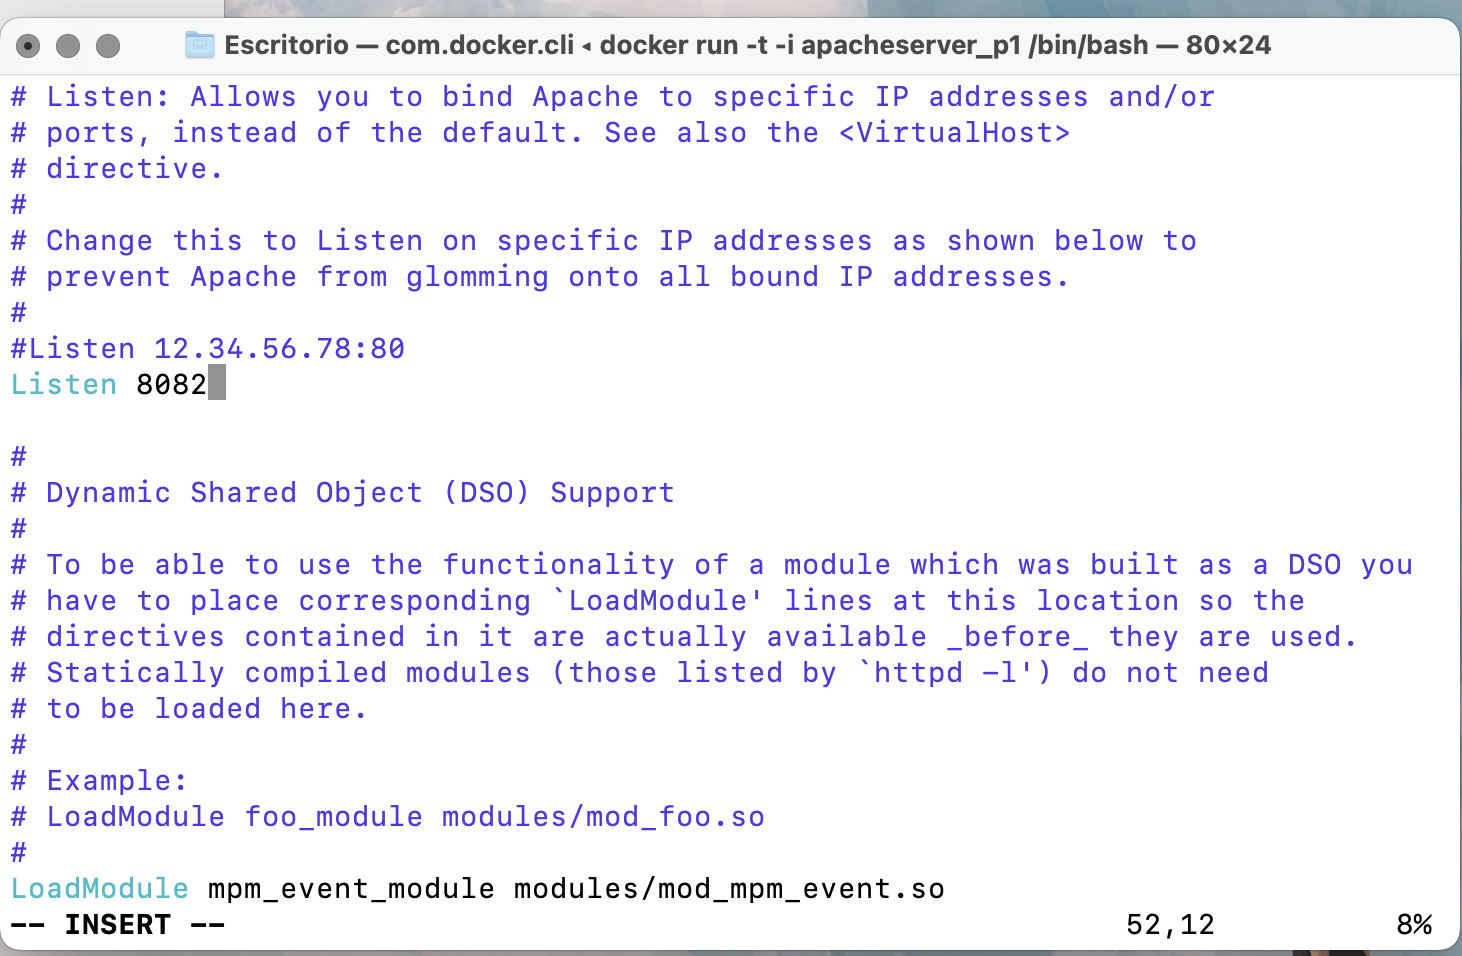 Escritorio — com.docker.cli ◂ docker run -t -i apacheserver_p1 /bin/bash — 80×24
# Listen: Allows you to bind Apache to specific IP addresses and/or
# ports, instead of the default. See also the <VirtualHost>
# directive.
#
# Change this to Listen on specific IP addresses as shown below to
# prevent Apache from glomming onto all bound IP addresses.
#
#Listen 12.34.56.78:80
Listen 8082
#
# Dynamic Shared Object (DSO) Support
#
# To be able to use the functionality of a module which was built as a DSO you
# have to place corresponding `LoadModule' lines at this location so the
# directives contained in it are actually available _before_ they are used.
# Statically compiled modules (those listed by `httpd -l') do not need
# to be loaded here.
#
# Example:
# LoadModule foo_module modules/mod_foo.so
#
LoadModule mpm_event_module modules/mod_mpm_event.so
-- INSERT -- 52,12 8%